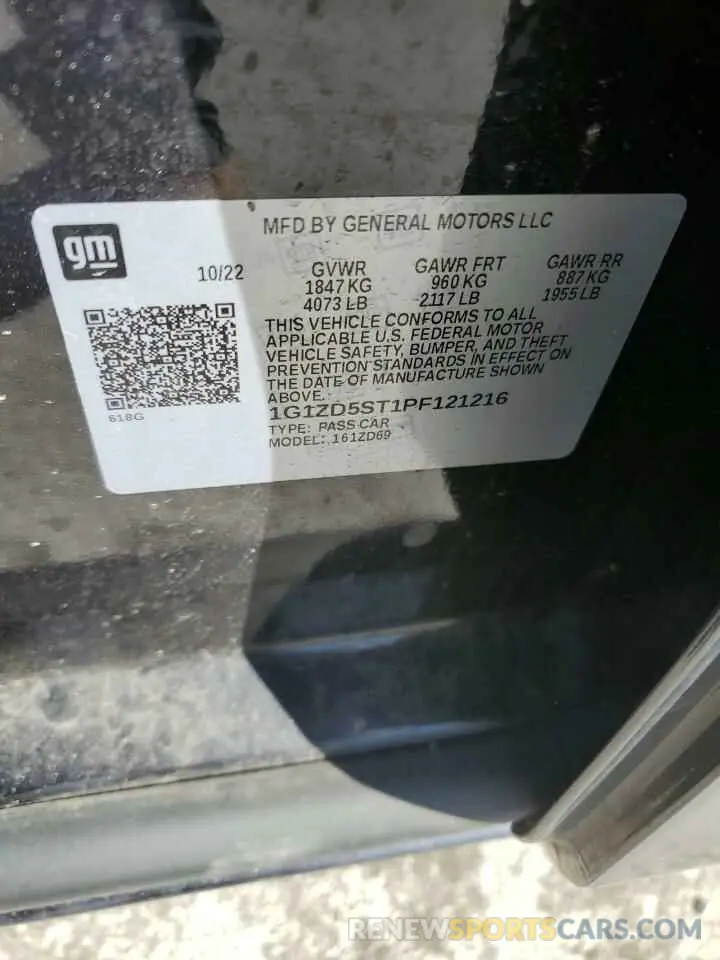 MFD BY GENERAL MOTORS LLC
gm
10/22
GVWR GAWR FRT GAWR RR
1847 KG 960 KG 887 KG
4073 LB 2117 LB 1955 LB
THIS VEHICLE CONFORMS TO ALL
APPLICABLE U.S. FEDERAL MOTOR
VEHICLE SAFETY, BUMPER, AND THEFT
PREVENTION STANDARDS IN EFFECT ON
THE DATE OF MANUFACTURE SHOWN
ABOVE.
1G1ZD5ST1PF121216
TYPE: PASS CAR
MODEL: 161ZD69
618G
RENEWSPORTSCARS.COM